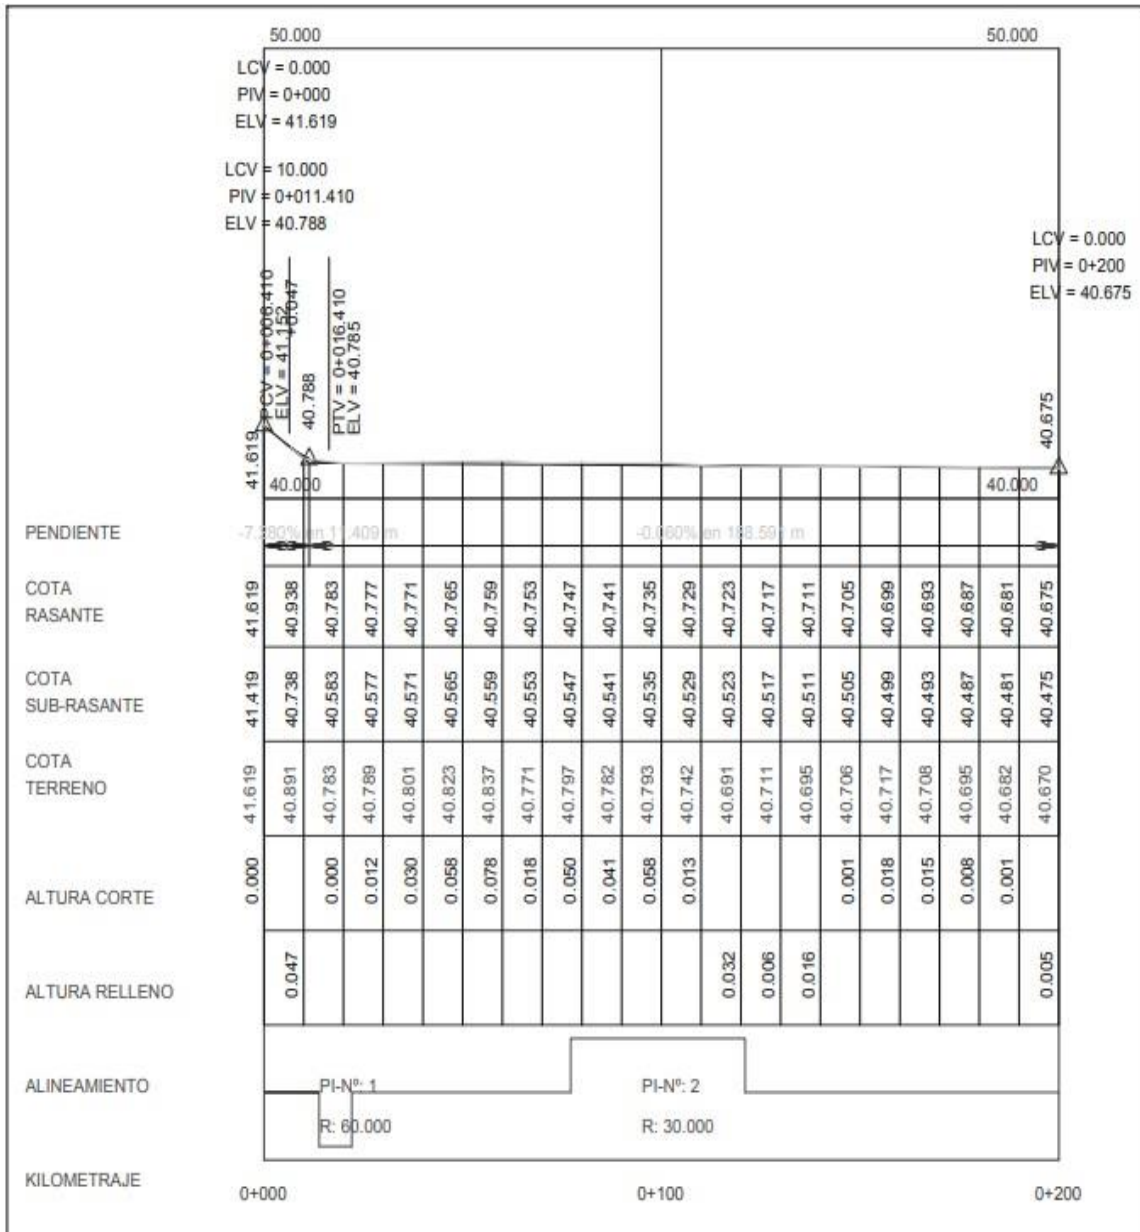 50.000 50.000
LCV = 0.000
PIV = 0+000
ELV = 41.619
LCV = 10.000
PIV = 0+011.410
ELV = 40.788
LCV = 0.000
PIV = 0+200
ELV = 40.675
PCV = 0+006.410
ELV = 41.152
40.788
PTV = 0+016.410
ELV = 40.785
41.619
40.675
40.000 40.000
PENDIENTE
-7.280% en 11.409 m -0.060% en 188.591 m
COTA
RASANTE
41.619 40.938 40.783 40.777 40.771 40.765 40.759 40.753 40.747 40.741 40.735 40.729 40.723 40.717 40.711 40.705 40.699 40.693 40.687 40.681 40.675
COTA
SUB-RASANTE
41.419 40.738 40.583 40.577 40.571 40.565 40.559 40.553 40.547 40.541 40.535 40.529 40.523 40.517 40.511 40.505 40.499 40.493 40.487 40.481 40.475
COTA
TERRENO
41.619 40.891 40.783 40.789 40.801 40.823 40.837 40.771 40.797 40.782 40.793 40.742 40.691 40.711 40.695 40.706 40.717 40.708 40.695 40.682 40.670
ALTURA CORTE
0.000 0.000 0.012 0.030 0.058 0.078 0.018 0.050 0.041 0.058 0.013 0.001 0.018 0.015 0.008 0.001
ALTURA RELLENO
0.047 0.032 0.006 0.016 0.005
ALINEAMIENTO
PI-Nº: 1 PI-Nº: 2
R: 60.000 R: 30.000
KILOMETRAJE
0+000 0+100 0+200